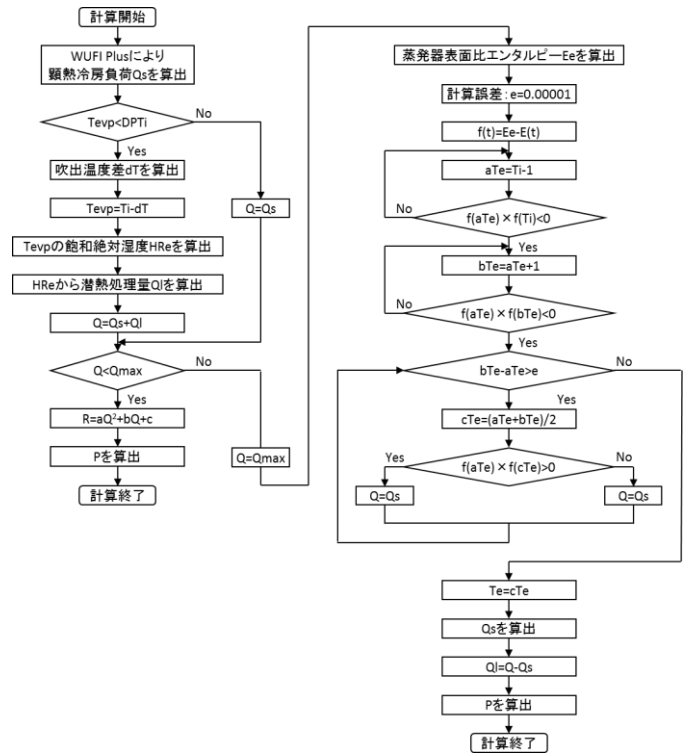 計算開始
WUFI Plusにより
顕熱冷房負荷Qsを算出
Tevp<DPTi
No
Yes
吹出温度差dTを算出
Tevp=Ti-dT
Q=Qs
Tevpの飽和絶対湿度HReを算出
HReから潜熱処理量Qlを算出
Q=Qs+Ql
Q<Qmax
No
Yes
R=aQ²+bQ+c
Pを算出
Q=Qmax
計算終了
蒸発器表面比エンタルピーEeを算出
計算誤差:e=0.00001
f(t)=Ee-E(t)
aTe=Ti-1
No
f(aTe)×f(Ti)<0
Yes
bTe=aTe+1
No
f(aTe)×f(bTe)<0
Yes
bTe-aTe>e
No
Yes
cTe=(aTe+bTe)/2
Yes
f(aTe)×f(cTe)>0
No
Q=Qs
Q=Qs
Te=cTe
Qsを算出
Ql=Q-Qs
Pを算出
計算終了